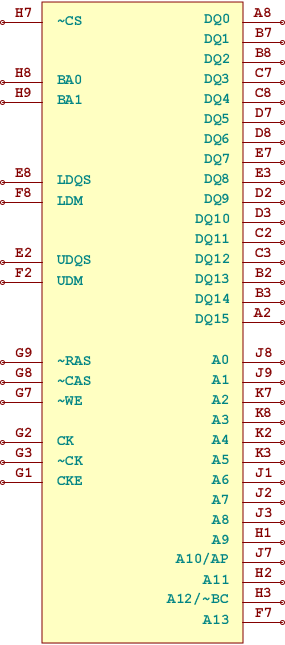 H7 ~CS DQ0 A8
DQ1 B7
DQ2 B8
H8 BA0 DQ3 C7
H9 BA1 DQ4 C8
DQ5 D7
DQ6 D8
DQ7 E7
E8 LDQS DQ8 E3
F8 LDM DQ9 D2
DQ10 D3
DQ11 C2
E2 UDQS DQ12 C3
F2 UDM DQ13 B2
DQ14 B3
DQ15 A2
G9 ~RAS A0 J8
G8 ~CAS A1 J9
G7 ~WE A2 K7
A3 K8
G2 CK A4 K2
G3 ~CK A5 K3
G1 CKE A6 J1
A7 J2
A8 J3
A9 H1
A10/AP J7
A11 H2
A12/~BC H3
A13 F7